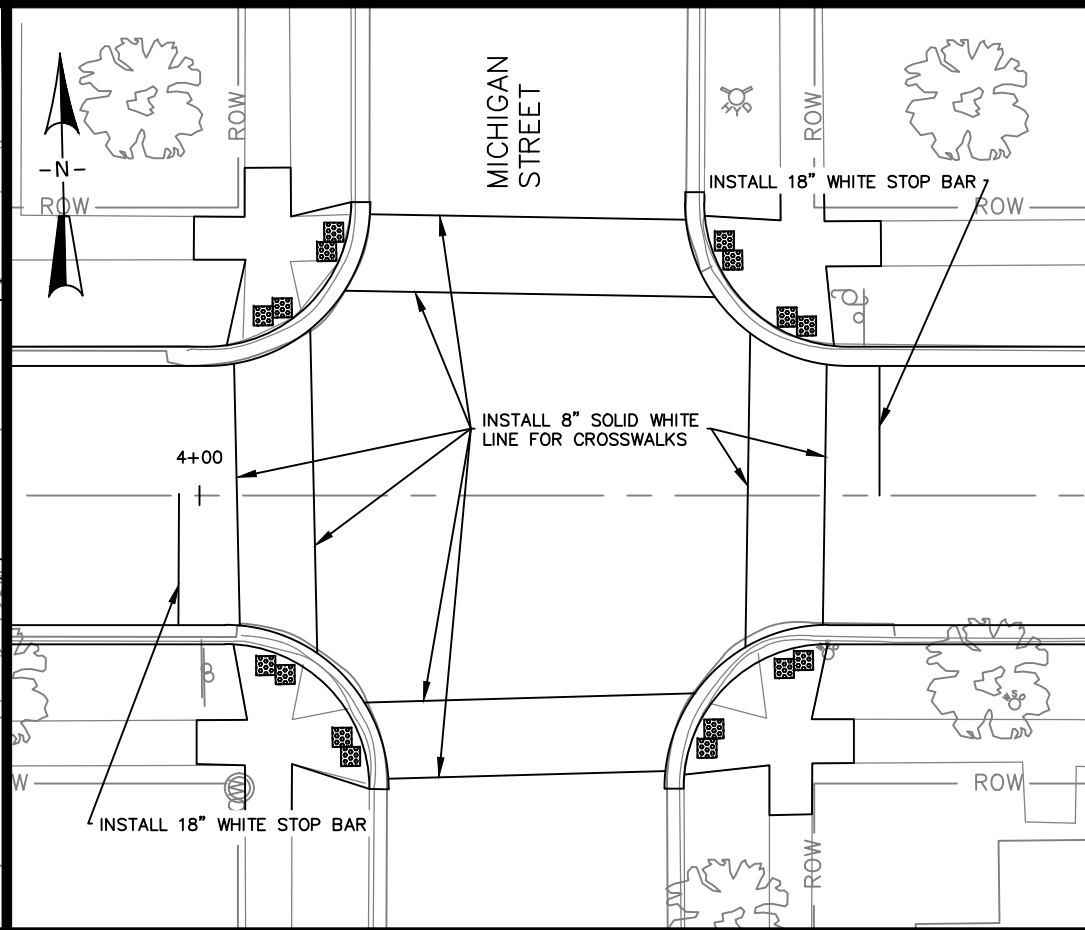 MICHIGAN
STREET
ROW
ROW
-N-
INSTALL 18” WHITE STOP BAR
ROW
ROW
INSTALL 8” SOLID WHITE
LINE FOR CROSSWALKS
4+00
W
ROW
ROW
INSTALL 18” WHITE STOP BAR
ROW